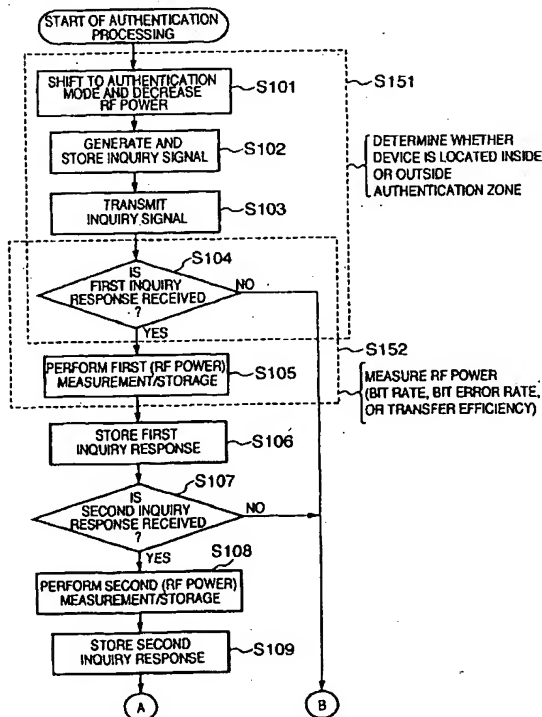 START OF AUTHENTICATION
PROCESSING
S151
SHIFT TO AUTHENTICATION
MODE AND DECREASE
RF POWER
S101
GENERATE AND
STORE INQUIRY SIGNAL
S102
DETERMINE WHETHER
DEVICE IS LOCATED INSIDE
OR OUTSIDE
AUTHENTICATION ZONE
TRANSMIT
INQUIRY SIGNAL
S103
S104
IS
FIRST INQUIRY
RESPONSE RECEIVED
?
NO
YES
S152
PERFORM FIRST (RF POWER)
MEASUREMENT/STORAGE
S105
MEASURE RF POWER
(BIT RATE, BIT ERROR RATE,
OR TRANSFER EFFICIENCY)
STORE FIRST
INQUIRY RESPONSE
S106
S107
IS
SECOND INQUIRY
RESPONSE RECEIVED
?
NO
YES
S108
PERFORM SECOND (RF POWER)
MEASUREMENT/STORAGE
STORE SECOND
INQUIRY RESPONSE
S109
A
B